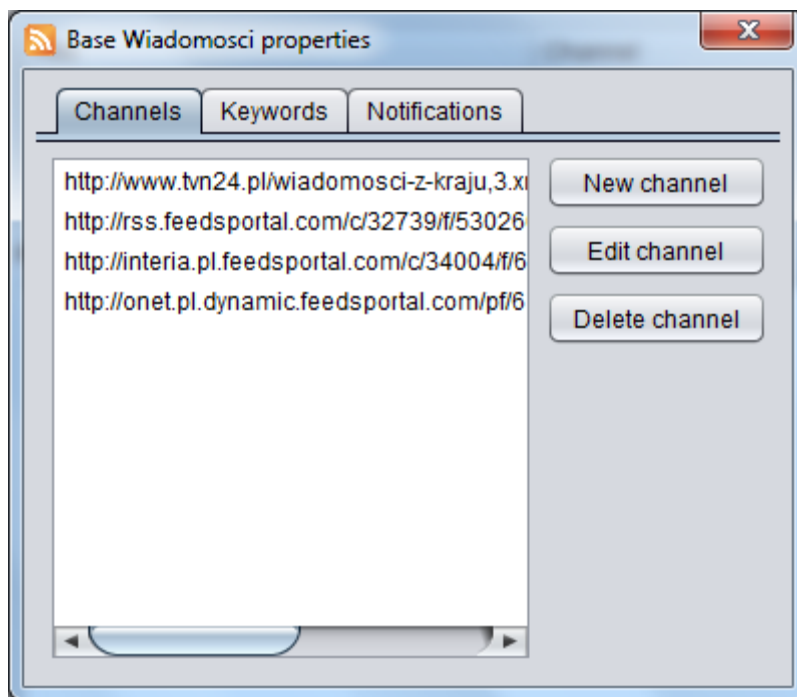 Base Wiadomosci properties
Channels Keywords Notifications
http://www.tvn24.pl/wiadomosci-z-kraju,3.x
http://rss.feedsportal.com/c/32739/f/53026
http://interia.pl.feedsportal.com/c/34004/f/6
http://onet.pl.dynamic.feedsportal.com/pf/6
New channel
Edit channel
Delete channel